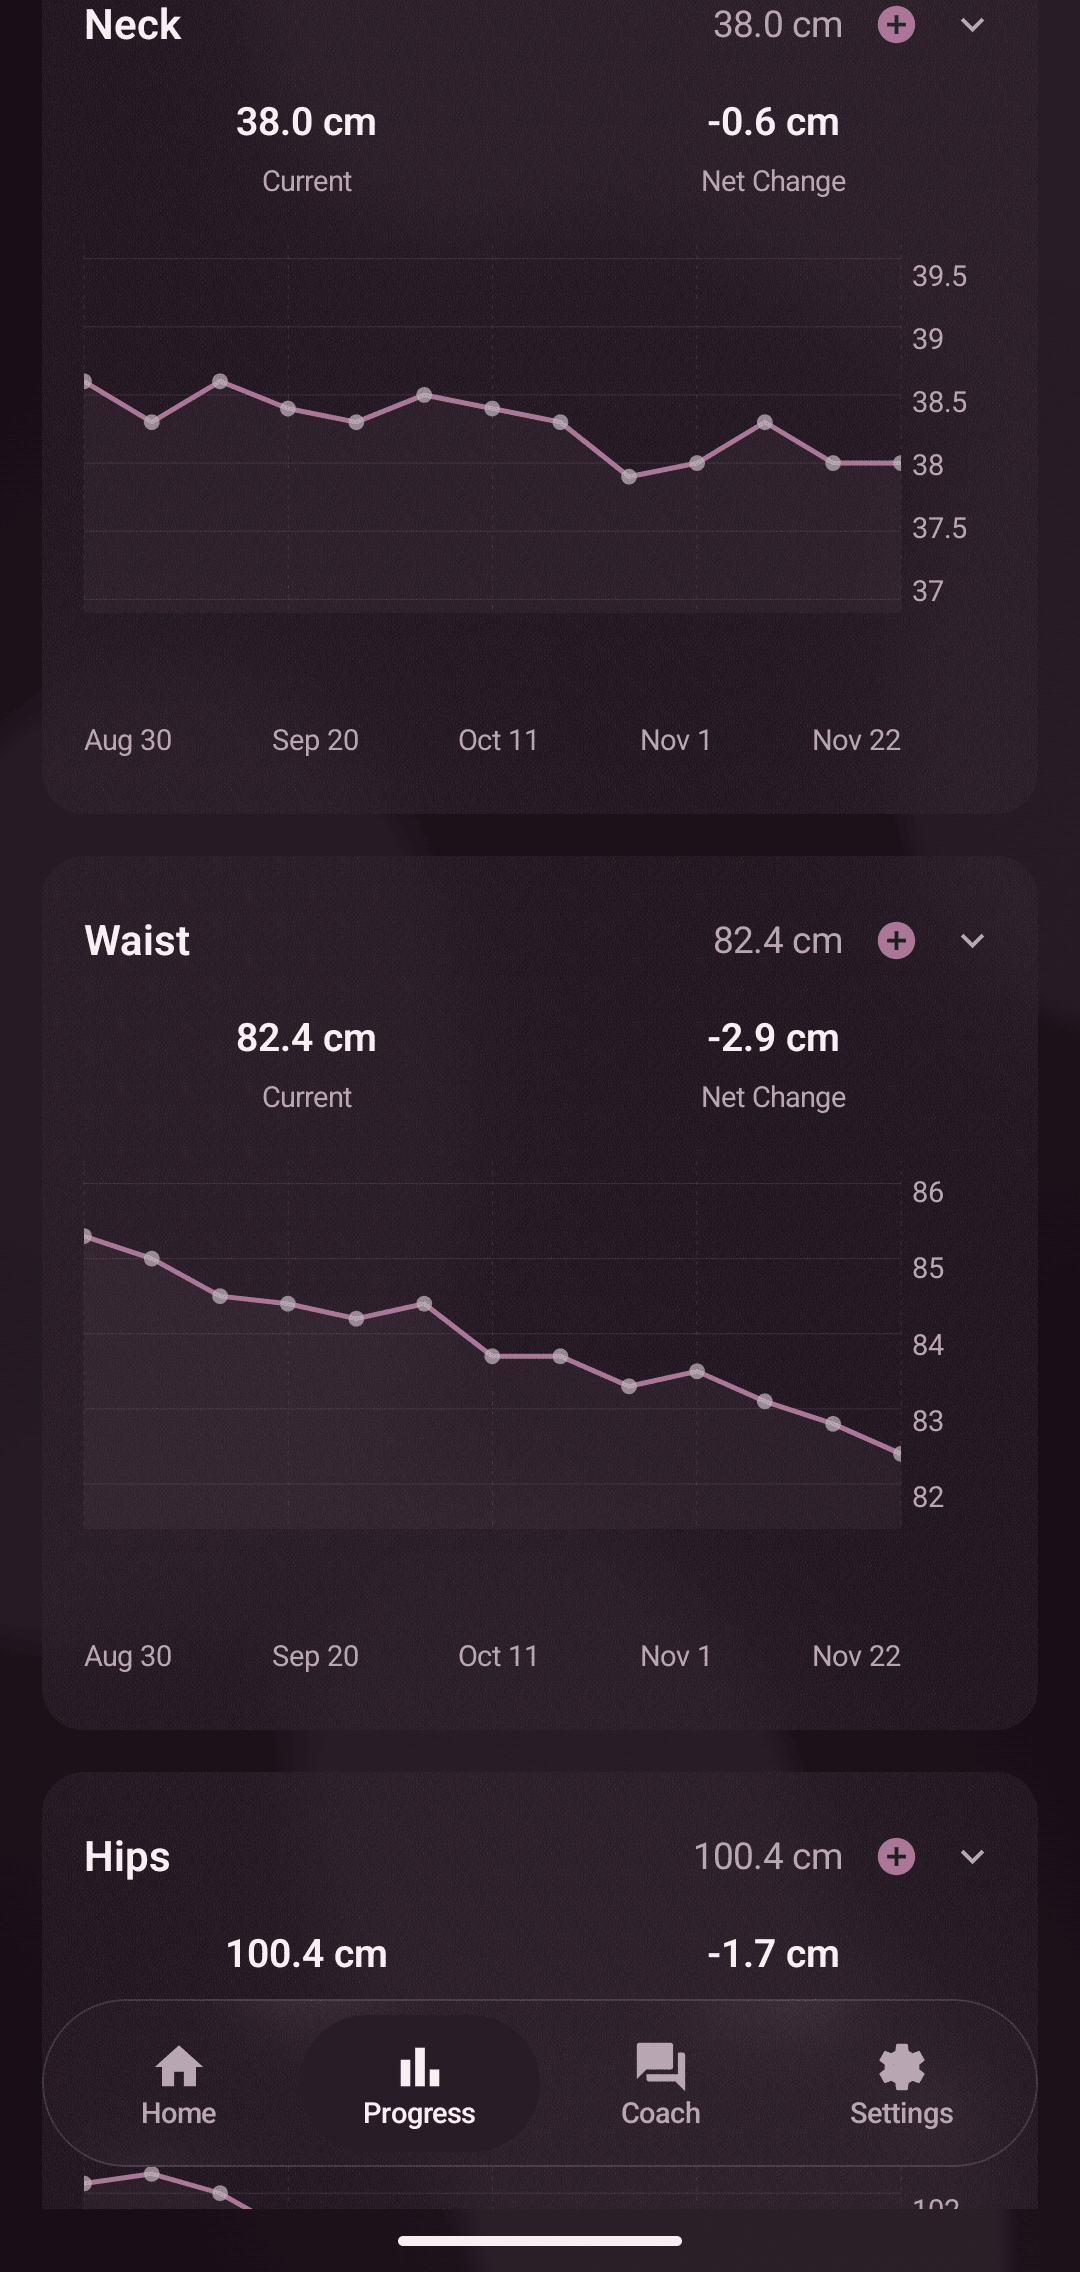 Neck 38.0 cm
38.0 cm -0.6 cm
Current Net Change
39.5
39
38.5
38
37.5
37
Aug 30 Sep 20 Oct 11 Nov 1 Nov 22
Waist 82.4 cm
82.4 cm -2.9 cm
Current Net Change
86
85
84
83
82
Aug 30 Sep 20 Oct 11 Nov 1 Nov 22
Hips 100.4 cm
100.4 cm -1.7 cm
Home Progress Coach Settings
102